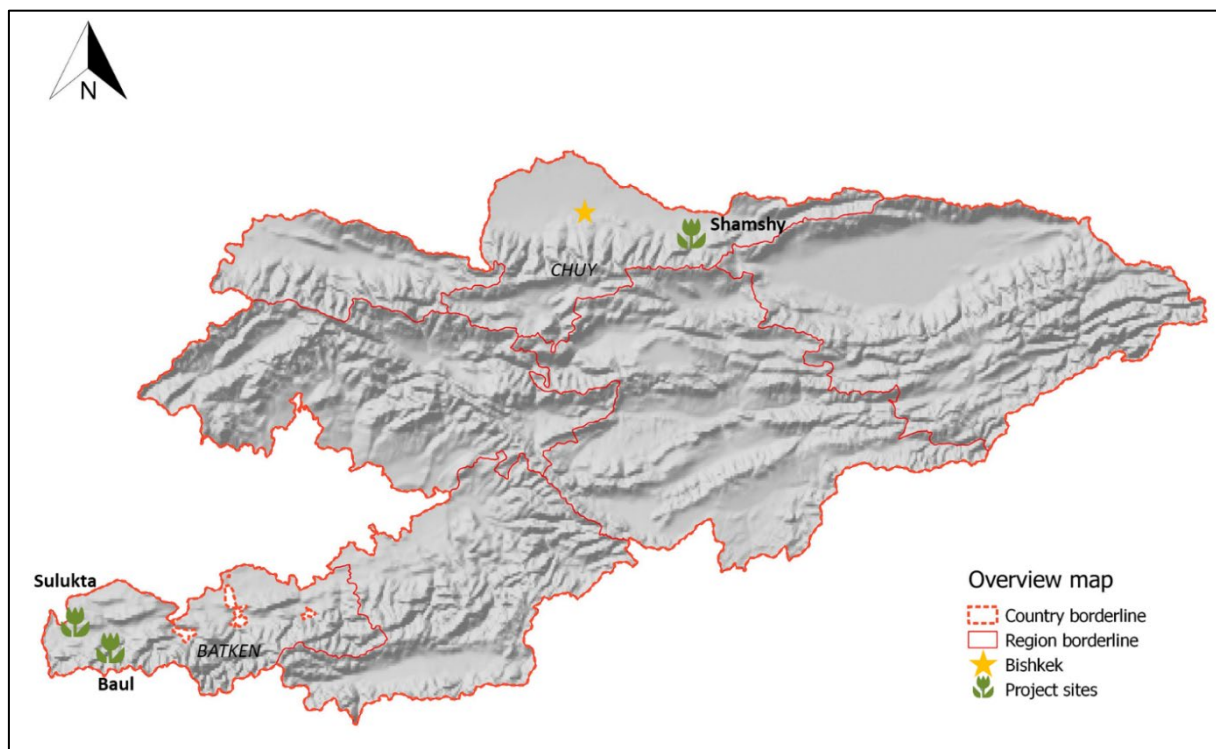 N
Shamshy
CHUY
Sulukta
BATKEN
Baul
Overview map
Country borderline
Region borderline
Bishkek
Project sites